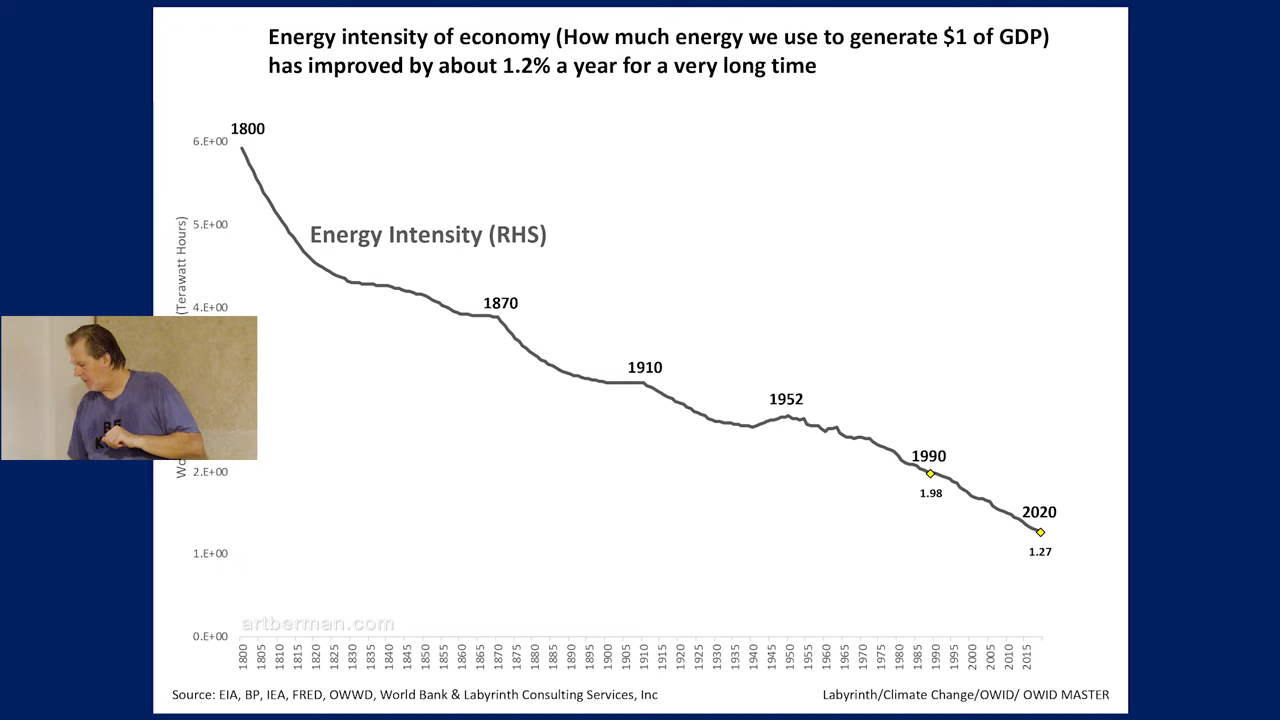 Energy intensity of economy (How much energy we use to generate $1 of GDP)
has improved by about 1.2% a year for a very long time
1800
6.E+00
5.E+00
Energy Intensity (RHS)
(Terawatt Hours)
4.E+00
1870
1910
1952
1990
1.98
2.E+00
2020
1.27
1.E+00
BE
artberman.com
0.E+00
1800 1805 1810 1815 1820 1825 1830 1835 1840 1845 1850 1855 1860 1865 1870 1875 1880 1885 1890 1895 1900 1905 1910 1915 1920 1925 1930 1935 1940 1945 1950 1955 1960 1965 1970 1975 1980 1985 1990 1995 2000 2005 2010 2015
Source: EIA, BP, IEA, FRED, OWWD, World Bank & Labyrinth Consulting Services, Inc
Labyrinth/Climate Change/OWID/ OWID MASTER